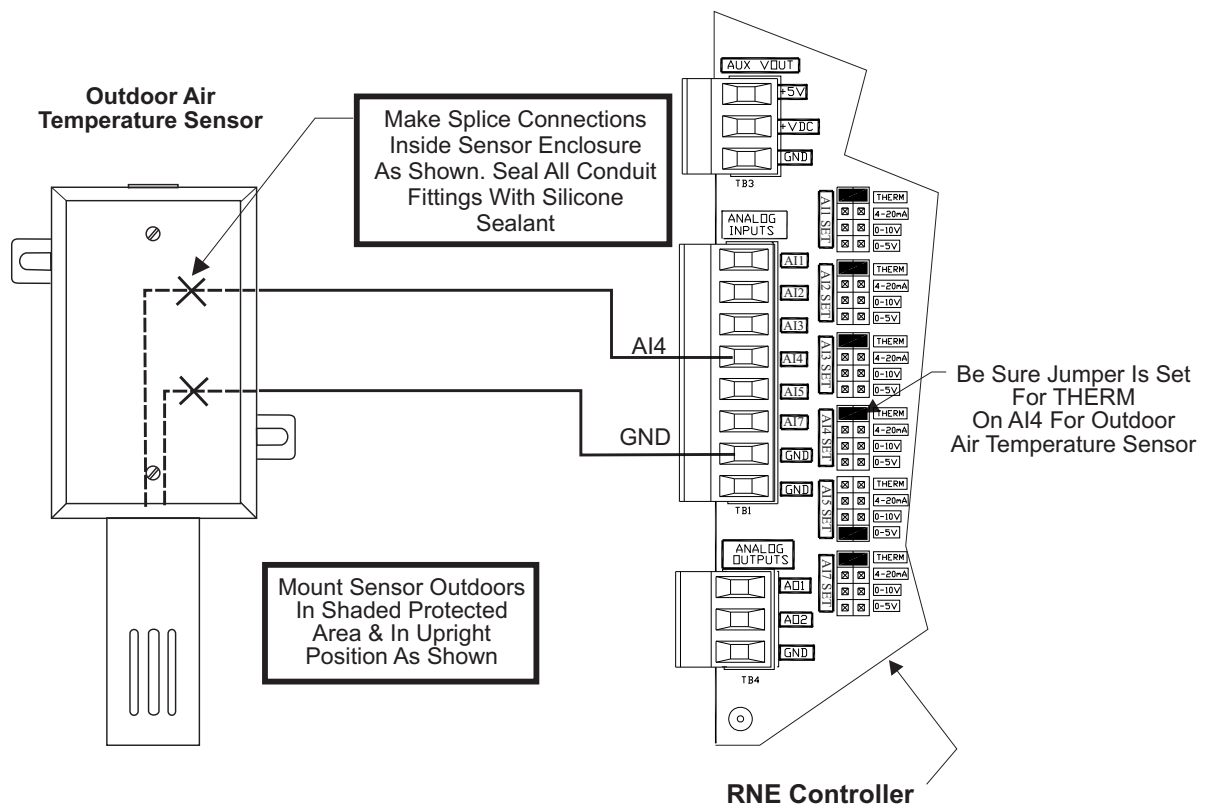 Outdoor Air
Temperature Sensor
Make Splice Connections
Inside Sensor Enclosure
As Shown. Seal All Conduit
Fittings With Silicone
Sealant
AI4
GND
Mount Sensor Outdoors
In Shaded Protected
Area & In Upright
Position As Shown
AUX VOUT
+5V
+VDC
GND
TB3
ANALOG
INPUTS
AI1
AI2
AI3
AI4
AI5
AI7
GND
GND
TB1
ANALOG
OUTPUTS
AO1
AO2
GND
TB4
AI1 SET
THERM
4-20mA
0-10V
0-5V
AI2 SET
THERM
4-20mA
0-10V
0-5V
AI3 SET
THERM
4-20mA
0-10V
0-5V
AI4 SET
THERM
4-20mA
0-10V
0-5V
AI5 SET
THERM
4-20mA
0-10V
0-5V
AI7 SET
THERM
4-20mA
0-10V
0-5V
Be Sure Jumper Is Set
For THERM
On AI4 For Outdoor
Air Temperature Sensor
RNE Controller